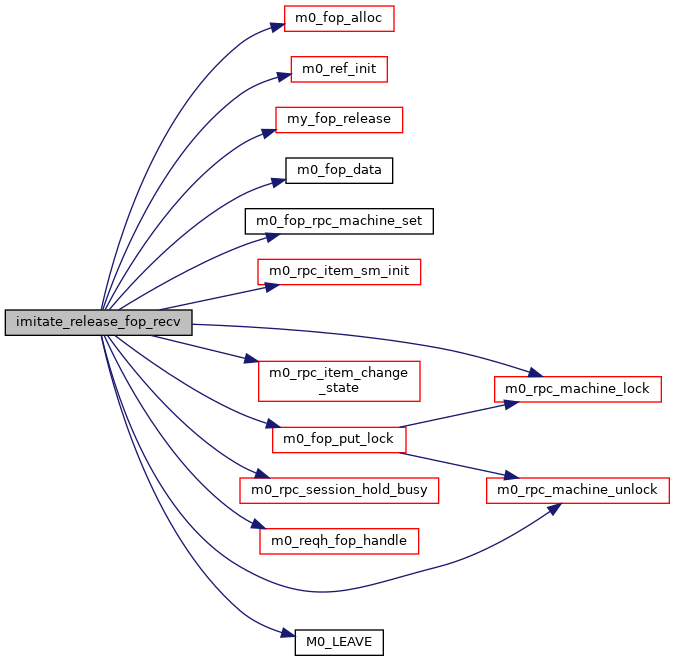 m0_fop_alloc
m0_ref_init
my_fop_release
m0_fop_data
m0_fop_rpc_machine_set
m0_rpc_item_sm_init
imitate_release_fop_recv
m0_rpc_item_change
_state
m0_rpc_machine_lock
m0_fop_put_lock
m0_rpc_session_hold_busy
m0_rpc_machine_unlock
m0_reqh_fop_handle
M0_LEAVE